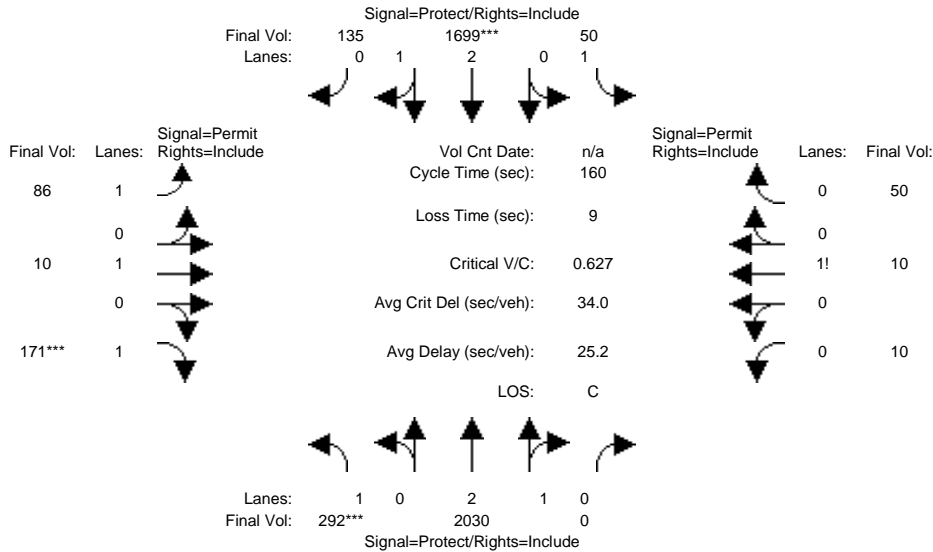 Signal=Protect/Rights=Include
Final Vol: 135 1699*** 50
Lanes: 0 1 2 0 1
Signal=Permit Signal=Permit
Final Vol: Lanes: Rights=Include Vol Cnt Date: n/a Rights=Include Lanes: Final Vol:
Cycle Time (sec): 160
86 1 0 50
Loss Time (sec): 9
0 0
10 1 Critical V/C: 0.627 1! 10
0 Avg Crit Del (sec/veh): 34.0 0
171*** 1 Avg Delay (sec/veh): 25.2 0 10
LOS: C
Lanes: 1 0 2 1 0
Final Vol: 292*** 2030 0
Signal=Protect/Rights=Include